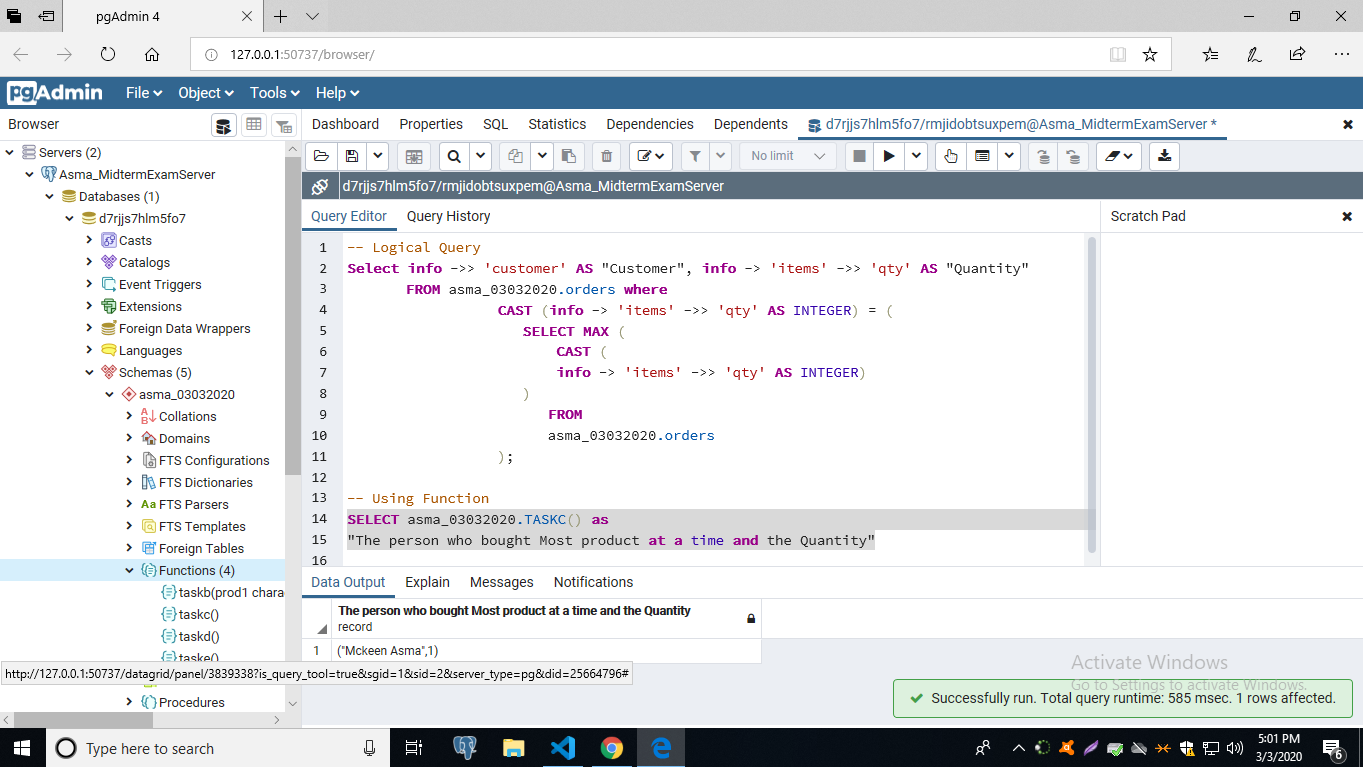 pgAdmin 4
127.0.0.1:50737/browser/
pgAdmin File Object Tools Help
Browser
Dashboard Properties SQL Statistics Dependencies Dependents d7rjjs7hlm5fo7/rmjidobtsuxpem@Asma_MidtermExamServer *
No limit
d7rjjs7hlm5fo7/rmjidobtsuxpem@Asma_MidtermExamServer
Servers (2)
Asma_MidtermExamServer
Databases (1)
d7rjjs7hlm5fo7
Casts
Catalogs
Event Triggers
Extensions
Foreign Data Wrappers
Languages
Schemas (5)
asma_03032020
Collations
Domains
FTS Configurations
FTS Dictionaries
Aa FTS Parsers
FTS Templates
Foreign Tables
Functions (4)
taskb(prod1 chara
taskc()
taskd()
taske()
http://127.0.0.1:50737/datagrid/panel/3839338?is_query_tool=true&sgid=1&sid=2&server_type=pg&did=25664796#
Procedures
Query Editor Query History
Scratch Pad
1 -- Logical Query
2 Select info ->> 'customer' AS "Customer", info -> 'items' ->> 'qty' AS "Quantity"
3 FROM asma_03032020.orders where
4 CAST (info -> 'items' ->> 'qty' AS INTEGER) = (
5 SELECT MAX (
6 CAST (
7 info -> 'items' ->> 'qty' AS INTEGER)
8 )
9 FROM
10 asma_03032020.orders
11 );
12
13 -- Using Function
14 SELECT asma_03032020.TASKC() as
15 "The person who bought Most product at a time and the Quantity"
16
Data Output Explain Messages Notifications
The person who bought Most product at a time and the Quantity
record
1 ("Mckeen Asma",1)
Activate Windows
Go to Settings to activate Windows.
Successfully run. Total query runtime: 585 msec. 1 rows affected.
Type here to search
5:01 PM
3/3/2020
6